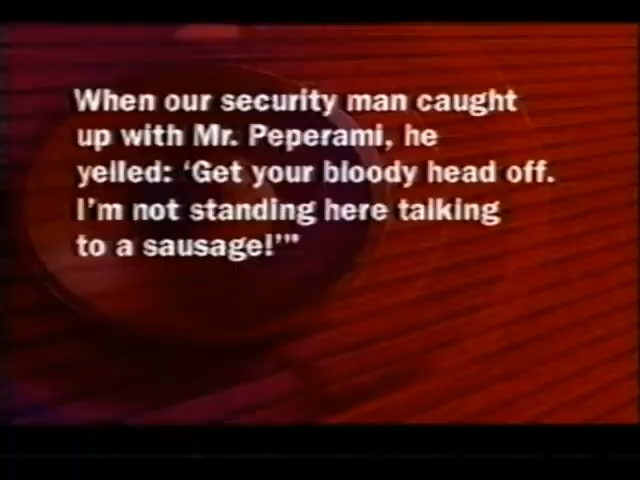 When our security man caught
up with Mr. Peperami, he
yelled: ‘Get your bloody head off.
I’m not standing here talking
to a sausage!’”